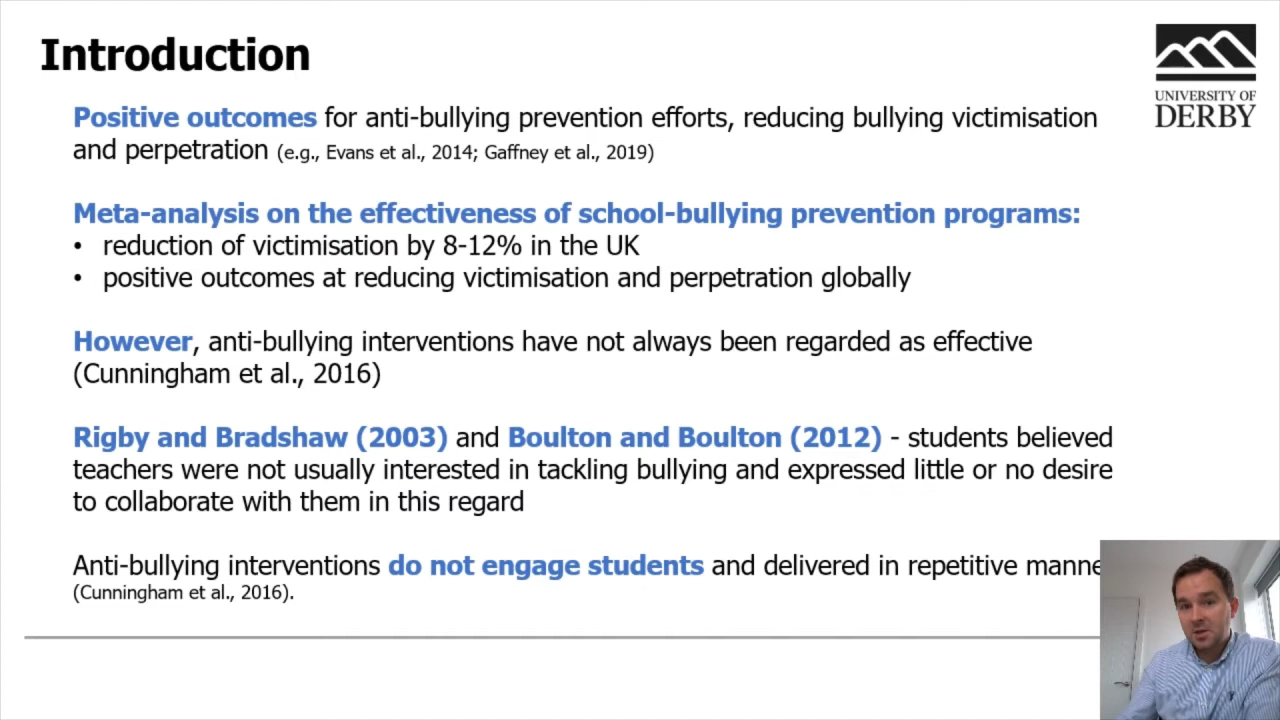 Introduction
UNIVERSITY OF
DERBY
Positive outcomes for anti-bullying prevention efforts, reducing bullying victimisation
and perpetration (e.g., Evans et al., 2014; Gaffney et al., 2019)
Meta-analysis on the effectiveness of school-bullying prevention programs:
• reduction of victimisation by 8-12% in the UK
• positive outcomes at reducing victimisation and perpetration globally
However, anti-bullying interventions have not always been regarded as effective
(Cunningham et al., 2016)
Rigby and Bradshaw (2003) and Boulton and Boulton (2012) - students believed
teachers were not usually interested in tackling bullying and expressed little or no desire
to collaborate with them in this regard
Anti-bullying interventions do not engage students and delivered in repetitive manne
(Cunningham et al., 2016).